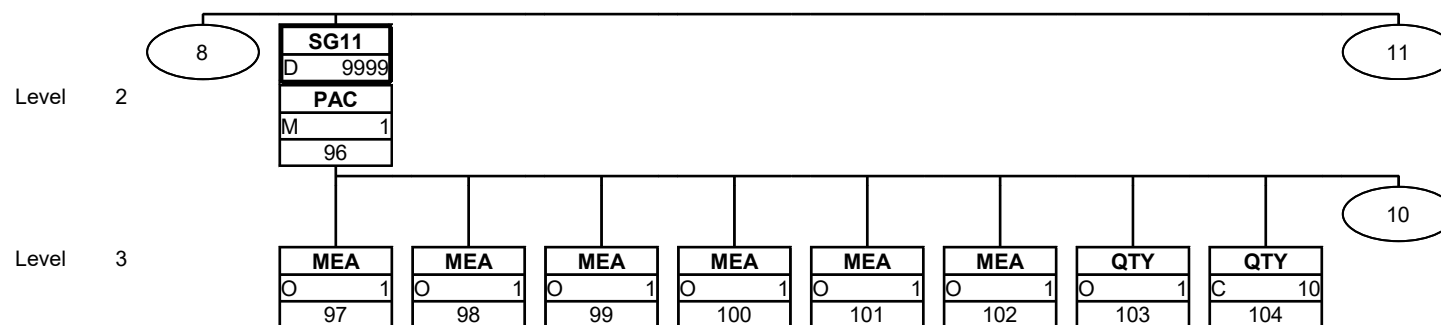 8
SG11
D 9999
11
Level 2
PAC
M 1
96
10
Level 3
MEA MEA MEA MEA MEA MEA QTY QTY
O 1 O 1 O 1 O 1 O 1 O 1 O 1 C 10
97 98 99 100 101 102 103 104